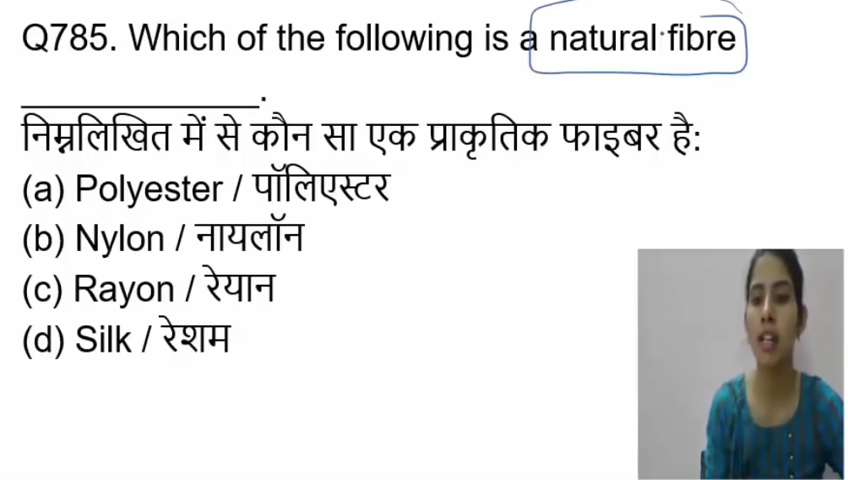 Q785. Which of the following is a natural fibre
____________.
निम्नलिखित में से कौन सा एक प्राकृतिक फाइबर है:
(a) Polyester / पॉलिएस्टर
(b) Nylon / नायलॉन
(c) Rayon / रेयान
(d) Silk / रेशम